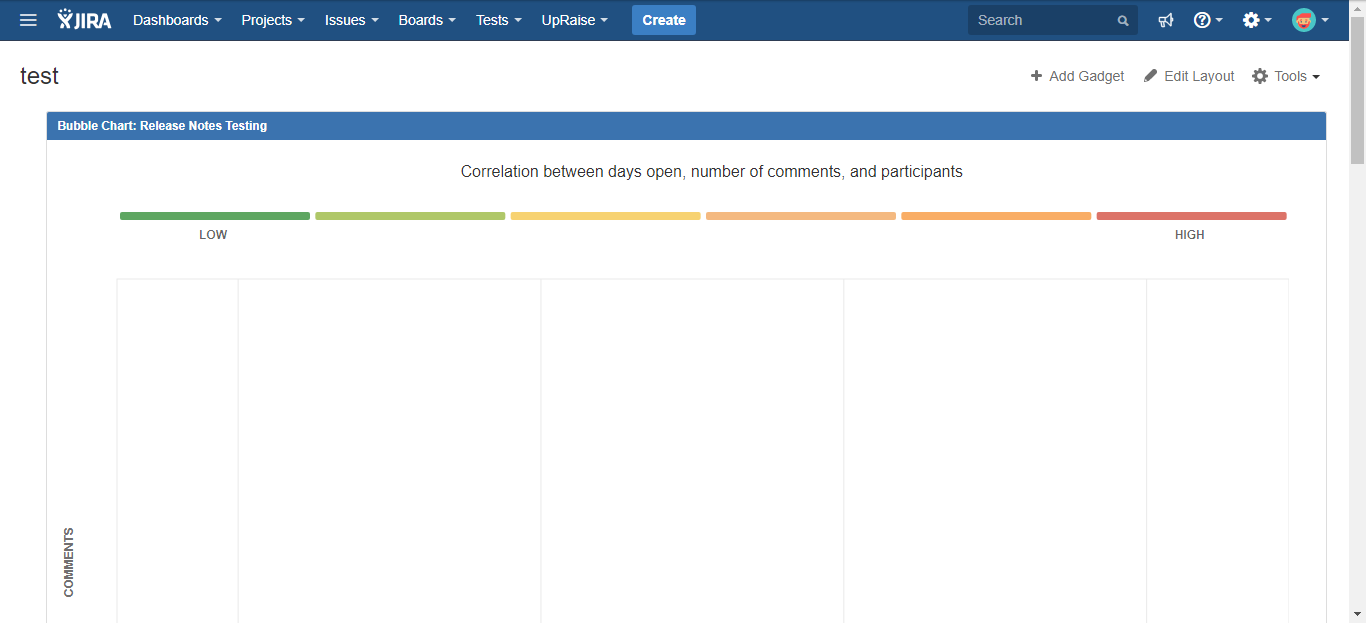 JIRA Dashboards Projects Issues Boards Tests UpRaise Create Search
test
Add Gadget Edit Layout Tools
Bubble Chart: Release Notes Testing
Correlation between days open, number of comments, and participants
LOW HIGH
COMMENTS